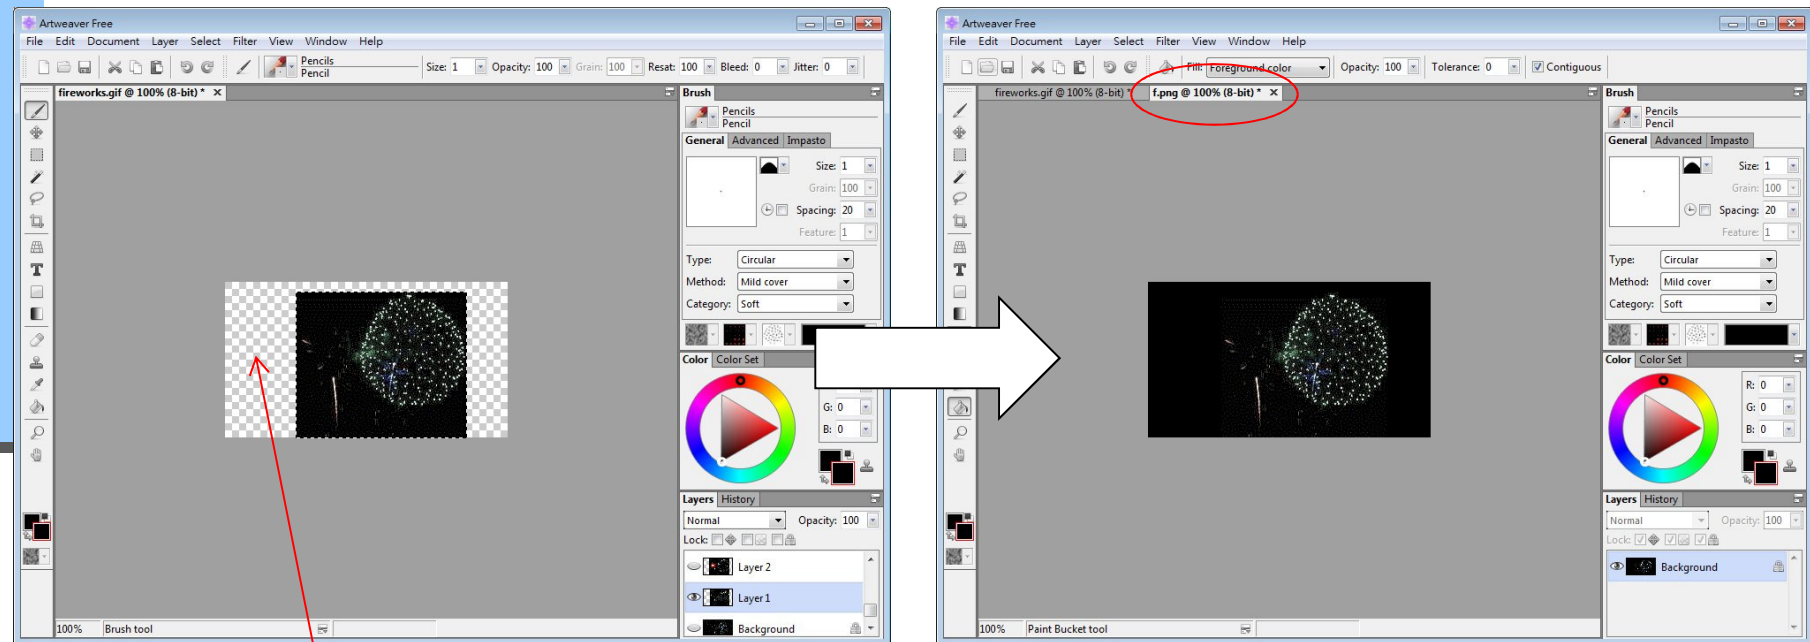 Artweaver Free
File Edit Document Layer Select Filter View Window Help
Pencils
Pencil
Size: 1 Opacity: 100 Grain: 100 Resat: 100 Bleed: 0 Jitter: 0
fireworks.gif @ 100% (8-bit) * ×
Brush
Pencils
Pencil
General Advanced Impasto
Size: 1
Grain: 100
Spacing: 20
Feature: 1
Type: Circular
Method: Mild cover
Category: Soft
Color Color Set
G: 0
B: 0
Layers History
Normal Opacity: 100
Lock:
Layer 2
Layer 1
Background
100% Brush tool
Artweaver Free
File Edit Document Layer Select Filter View Window Help
Fill: Foreground color Opacity: 100 Tolerance: 0 Contiguous
fireworks.gif @ 100% (8-bit) * f.png @ 100% (8-bit) * ×
Brush
Pencils
Pencil
General Advanced Impasto
Size: 1
Grain: 100
Spacing: 20
Feature: 1
Type: Circular
Method: Mild cover
Category: Soft
Color Color Set
R: 0
G: 0
B: 0
Layers History
Normal Opacity: 100
Lock:
Background
100% Paint Bucket tool